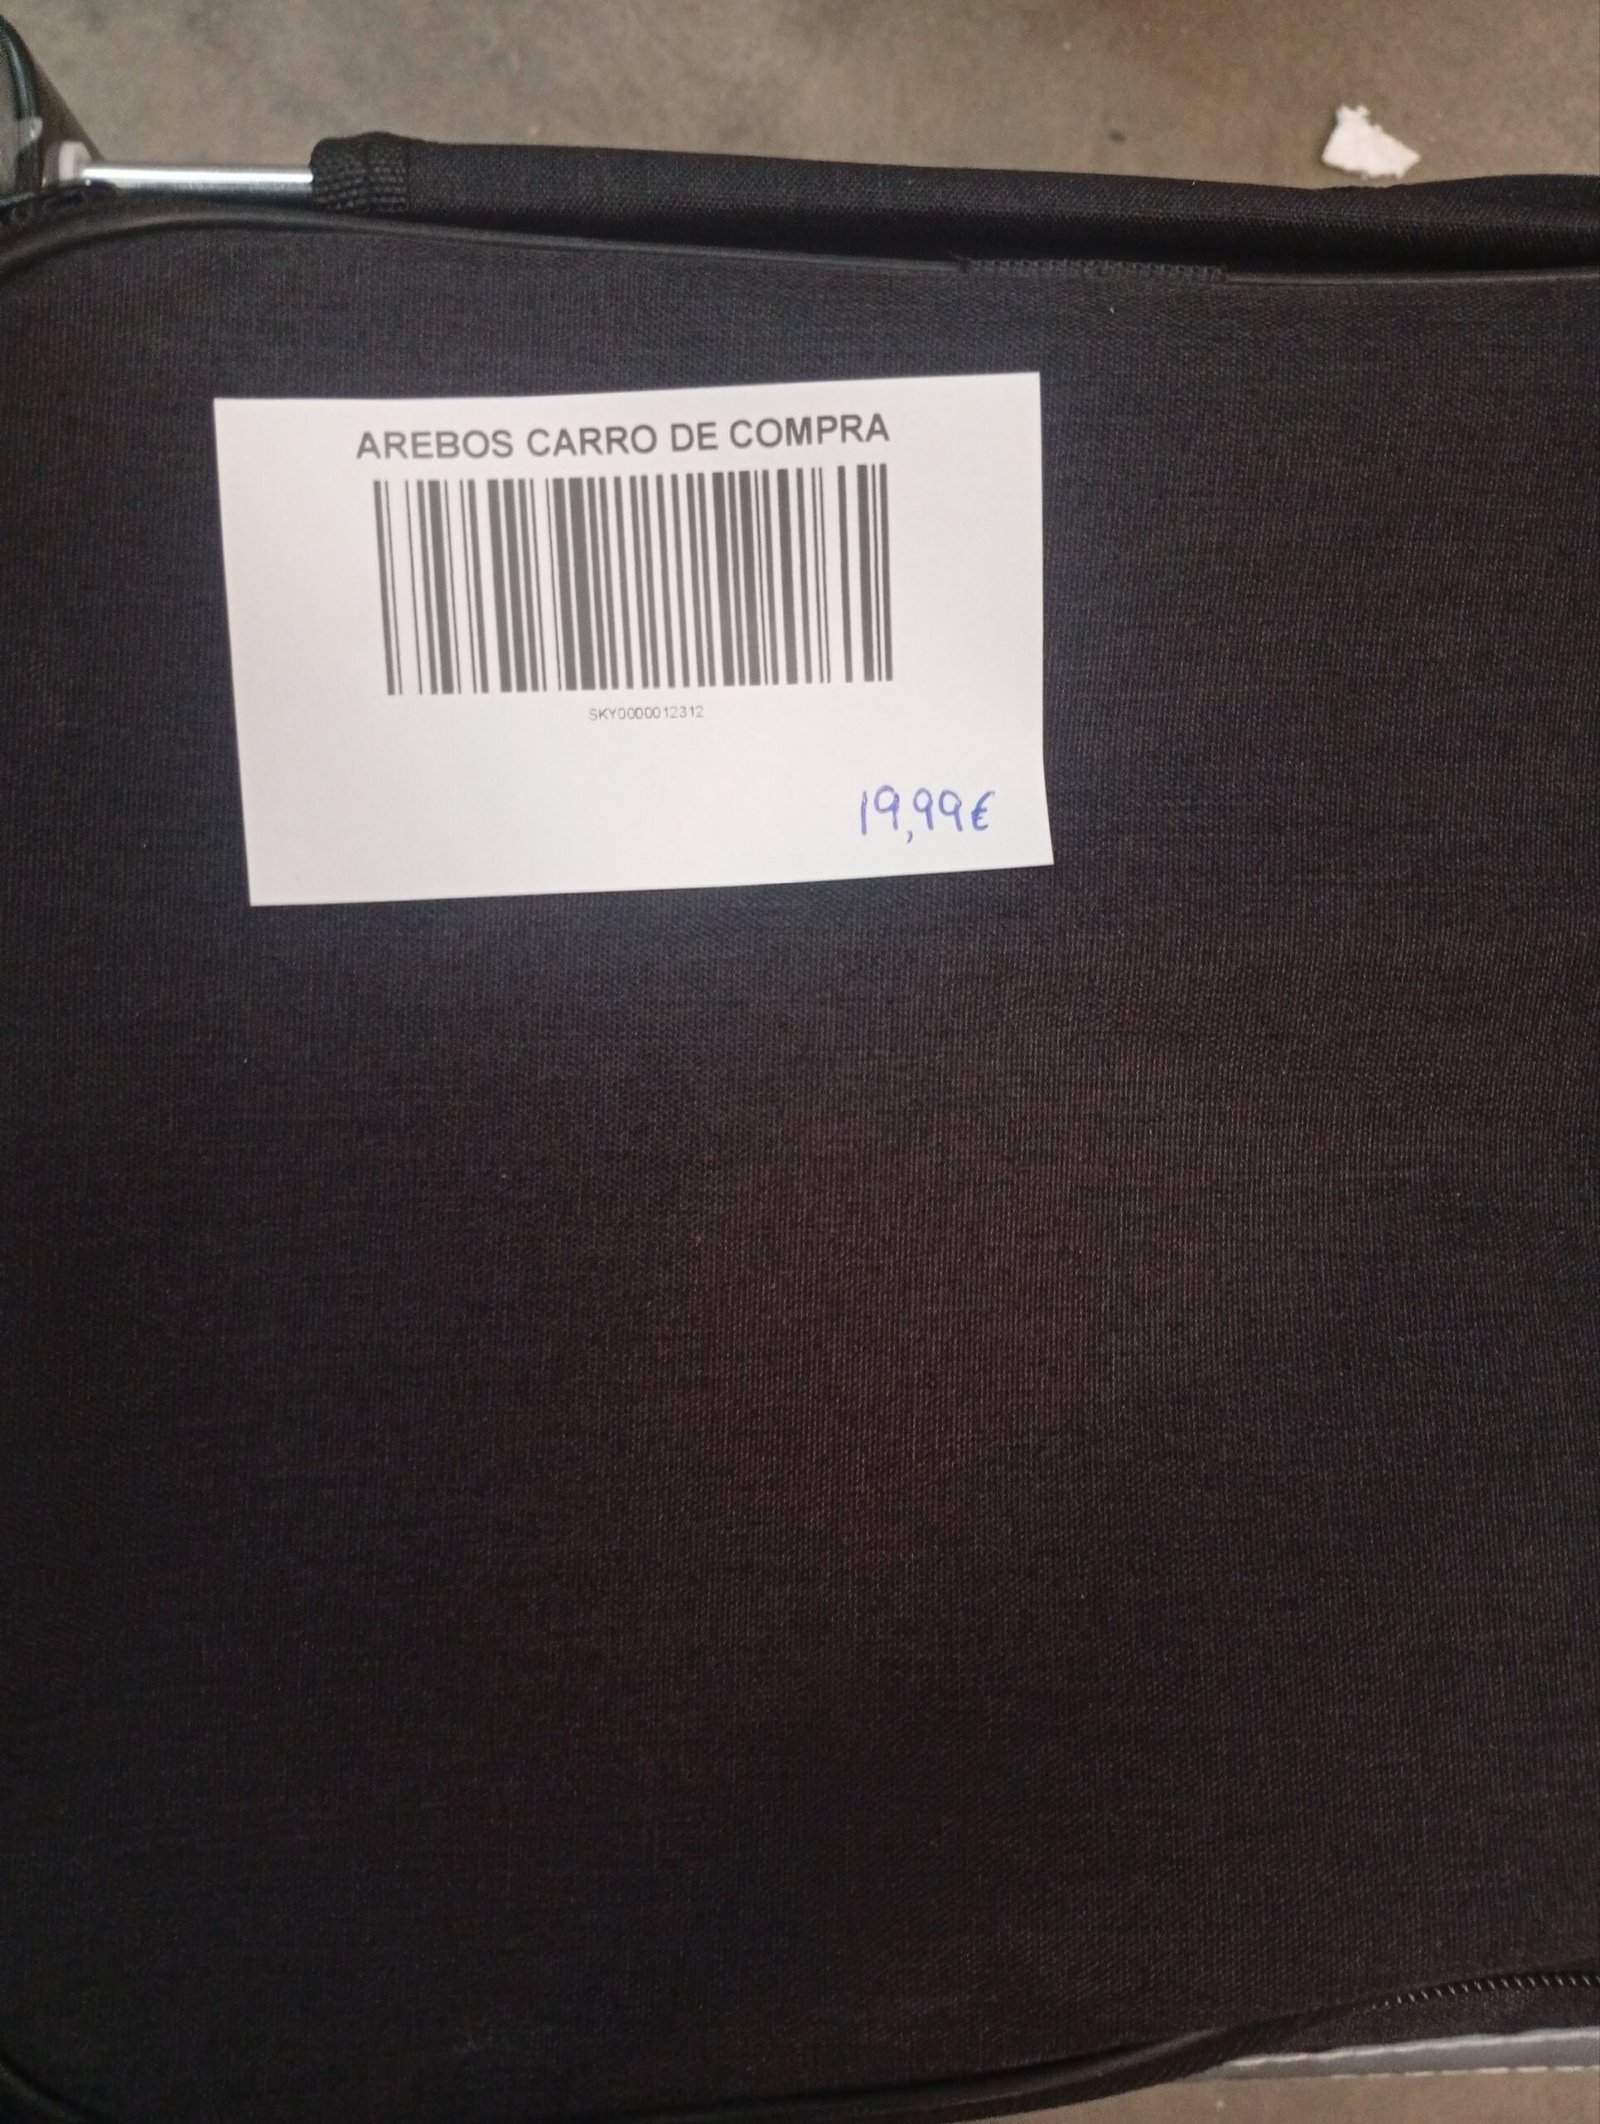 AREBOS CARRO DE COMPRA
SKY0000012312
19,99€